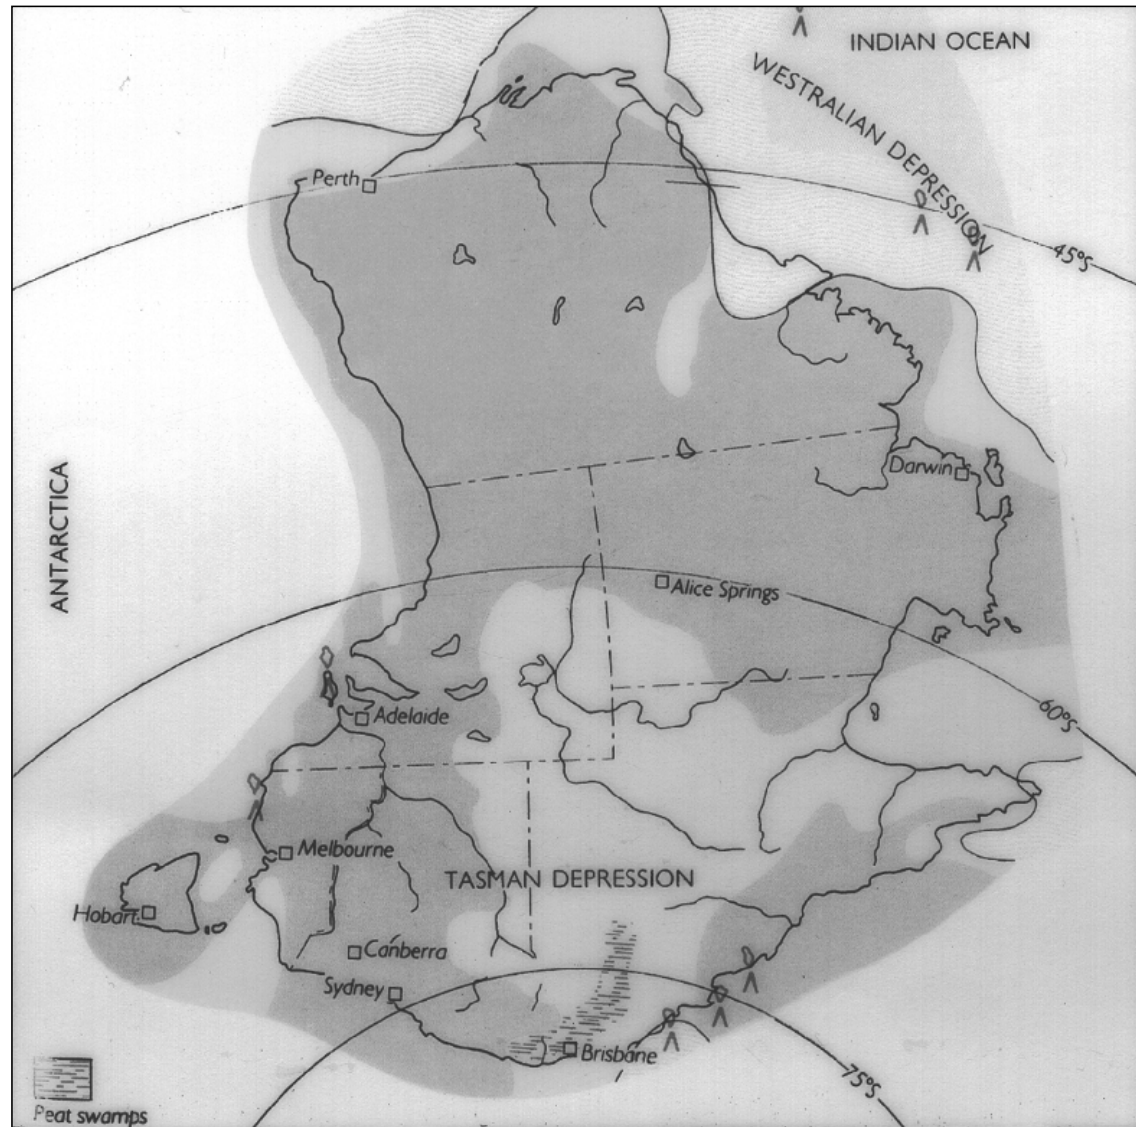 INDIAN OCEAN
WESTRALIAN DEPRESSION
Perth
45°S
ANTARCTICA
Darwin
Alice Springs
60°S
Adelaide
Melbourne
TASMAN DEPRESSION
Hobart
Canberra
Sydney
Brisbane
75°S
Peat swamps